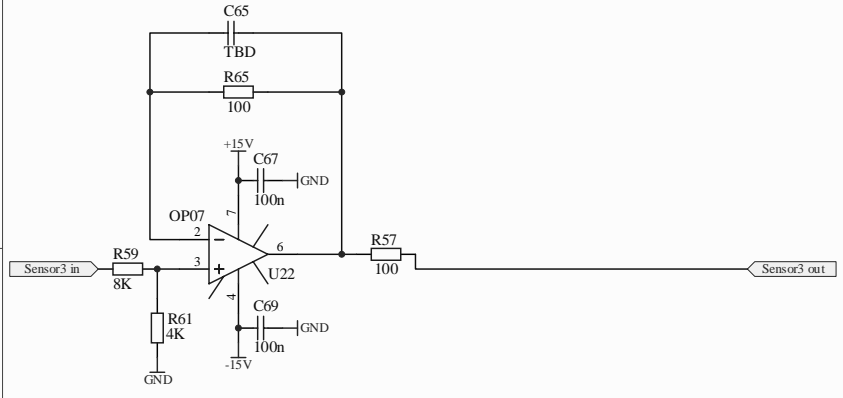 C65
TBD
R65
100
+15V
C67
GND
100n
OP07
7
2
6
3
R59
Sensor3 in
8K
R57
100
Sensor3 out
U22
4
R61
4K
C69
GND
100n
-15V
GND